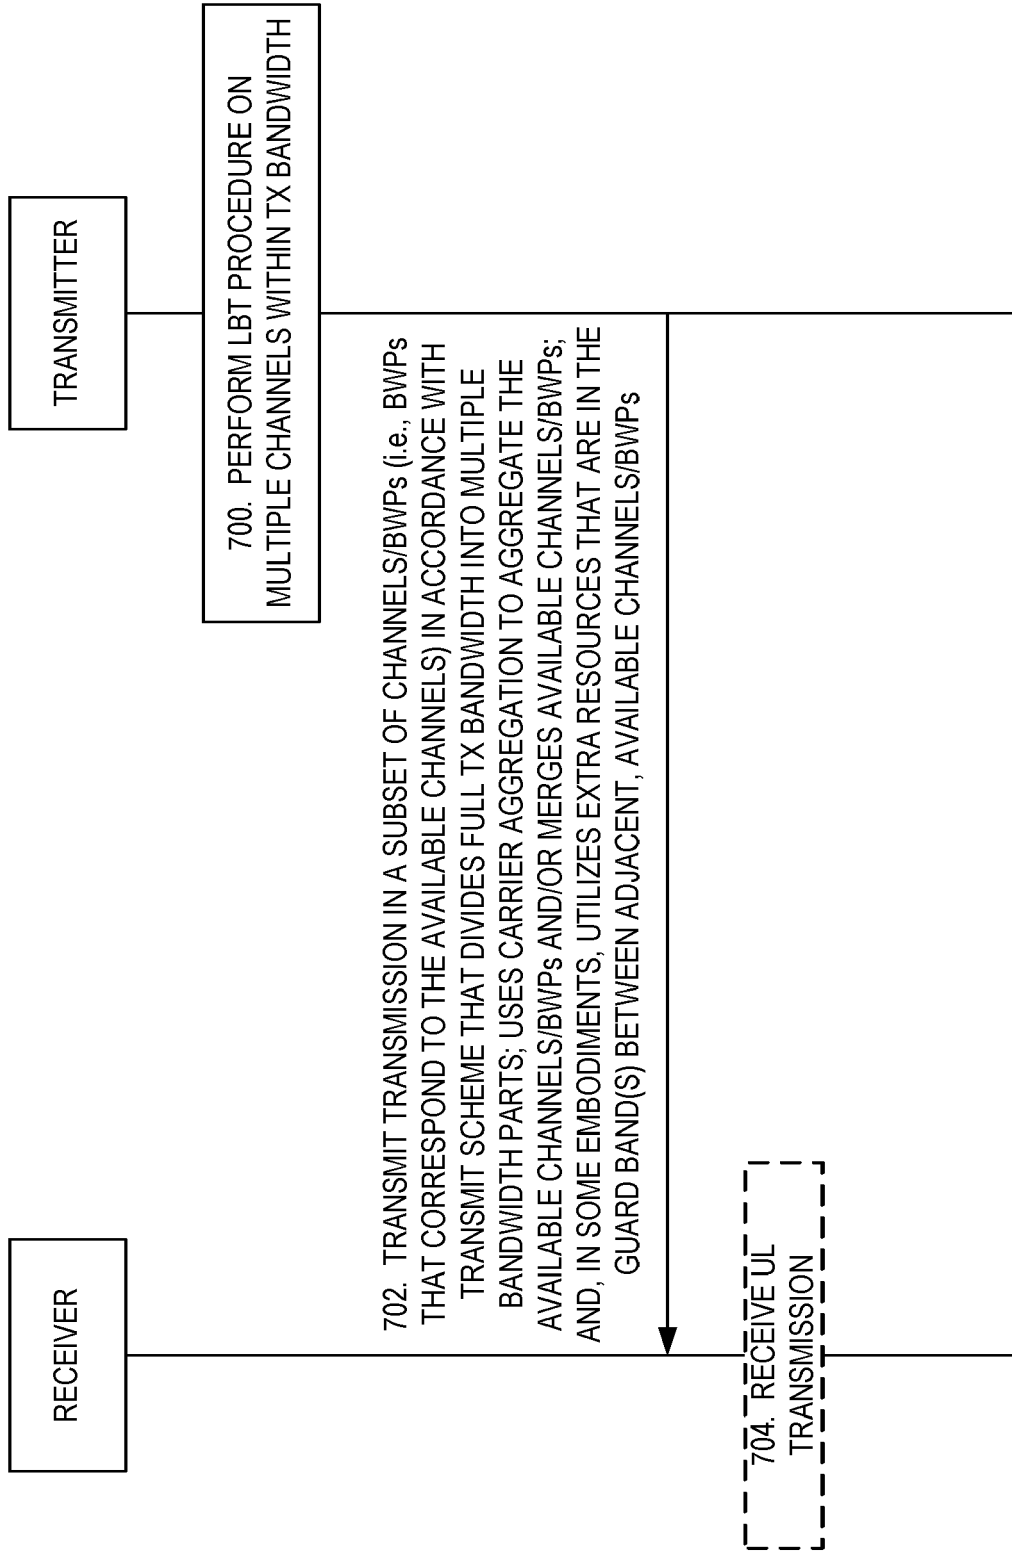 RECEIVER
TRANSMITTER
700. PERFORM LBT PROCEDURE ON
MULTIPLE CHANNELS WITHIN TX BANDWIDTH
702. TRANSMIT TRANSMISSION IN A SUBSET OF CHANNELS/BWPs (i.e., BWPs
THAT CORRESPOND TO THE AVAILABLE CHANNELS) IN ACCORDANCE WITH
TRANSMIT SCHEME THAT DIVIDES FULL TX BANDWIDTH INTO MULTIPLE
BANDWIDTH PARTS; USES CARRIER AGGREGATION TO AGGREGATE THE
AVAILABLE CHANNELS/BWPs AND/OR MERGES AVAILABLE CHANNELS/BWPs;
AND, IN SOME EMBODIMENTS, UTILIZES EXTRA RESOURCES THAT ARE IN THE
GUARD BAND(S) BETWEEN ADJACENT, AVAILABLE CHANNELS/BWPs
704. RECEIVE UL
TRANSMISSION